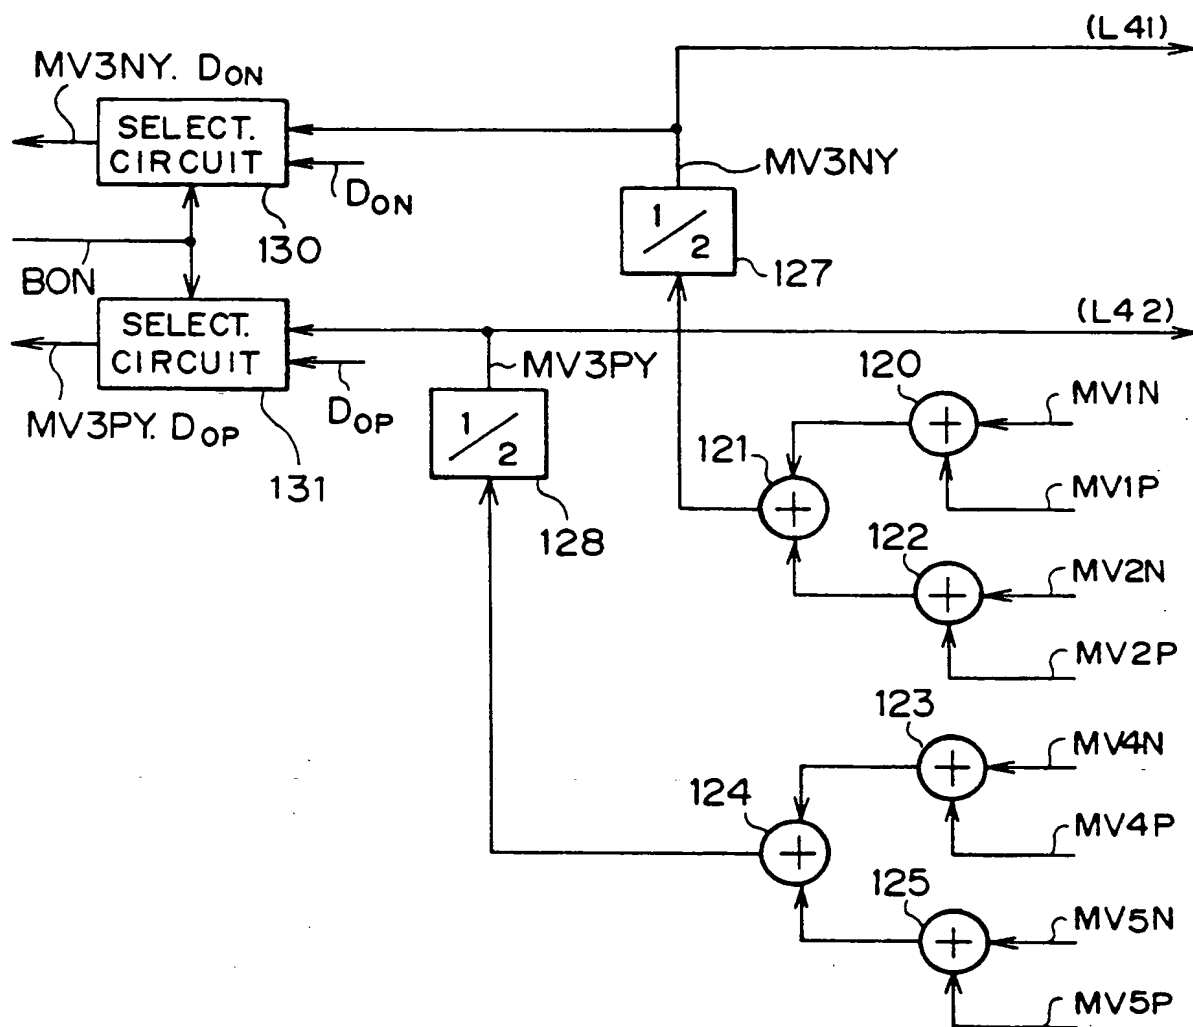 (L41)
MV3NY. DON
SELECT.
CIRCUIT
MV3NY
DON
1/2
130
127
BON
SELECT.
CIRCUIT
(L42)
MV3PY
120
DOP
MV1N
MV3PY. DOP
1/2
121
131
MV1P
128
122
MV2N
MV2P
123
MV4N
124
MV4P
125
MV5N
MV5P